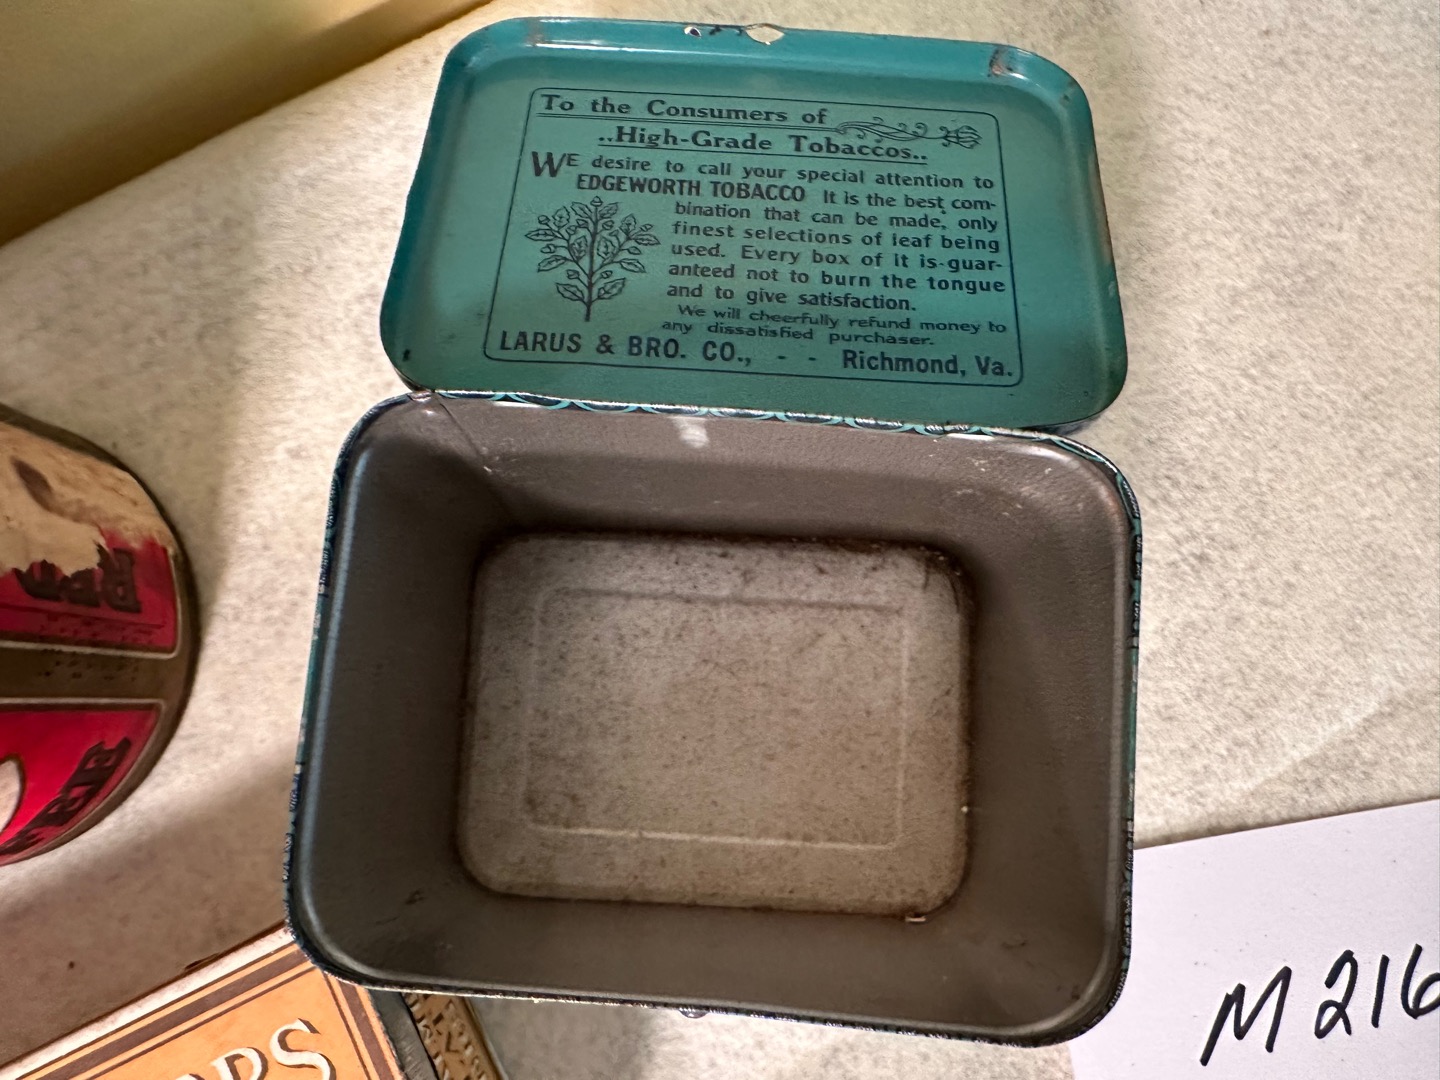 To the Consumers of
..High-Grade Tobaccos..
WE desire to call your special attention to
EDGEWORTH TOBACCO It is the best com-
bination that can be made, only
finest selections of leaf being
used. Every box of it is guar-
anteed not to burn the tongue
and to give satisfaction.
We will cheerfully refund money to
any dissatisfied purchaser.
LARUS & BRO. CO., - - Richmond, Va.
M216